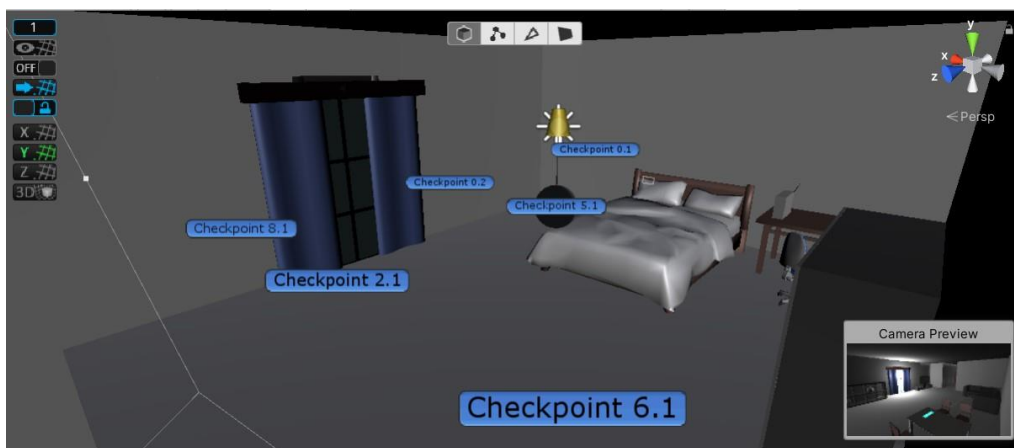 1
OFF
X
Y
Z
3D
y
x
z
Persp
Checkpoint 0.1
Checkpoint 0.2
Checkpoint 5.1
Checkpoint 8.1
Checkpoint 2.1
Checkpoint 6.1
Camera Preview